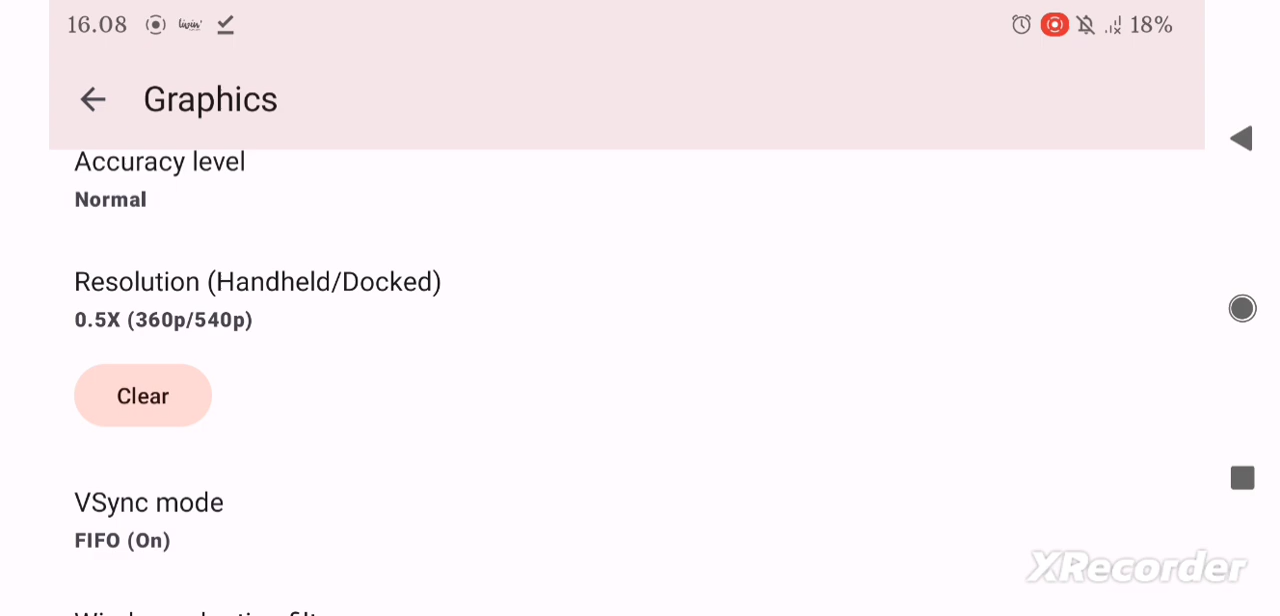 16.08 livin' 18%
Graphics
Accuracy level
Normal
Resolution (Handheld/Docked)
0.5X (360p/540p)
Clear
VSync mode
FIFO (On)
XRecorder